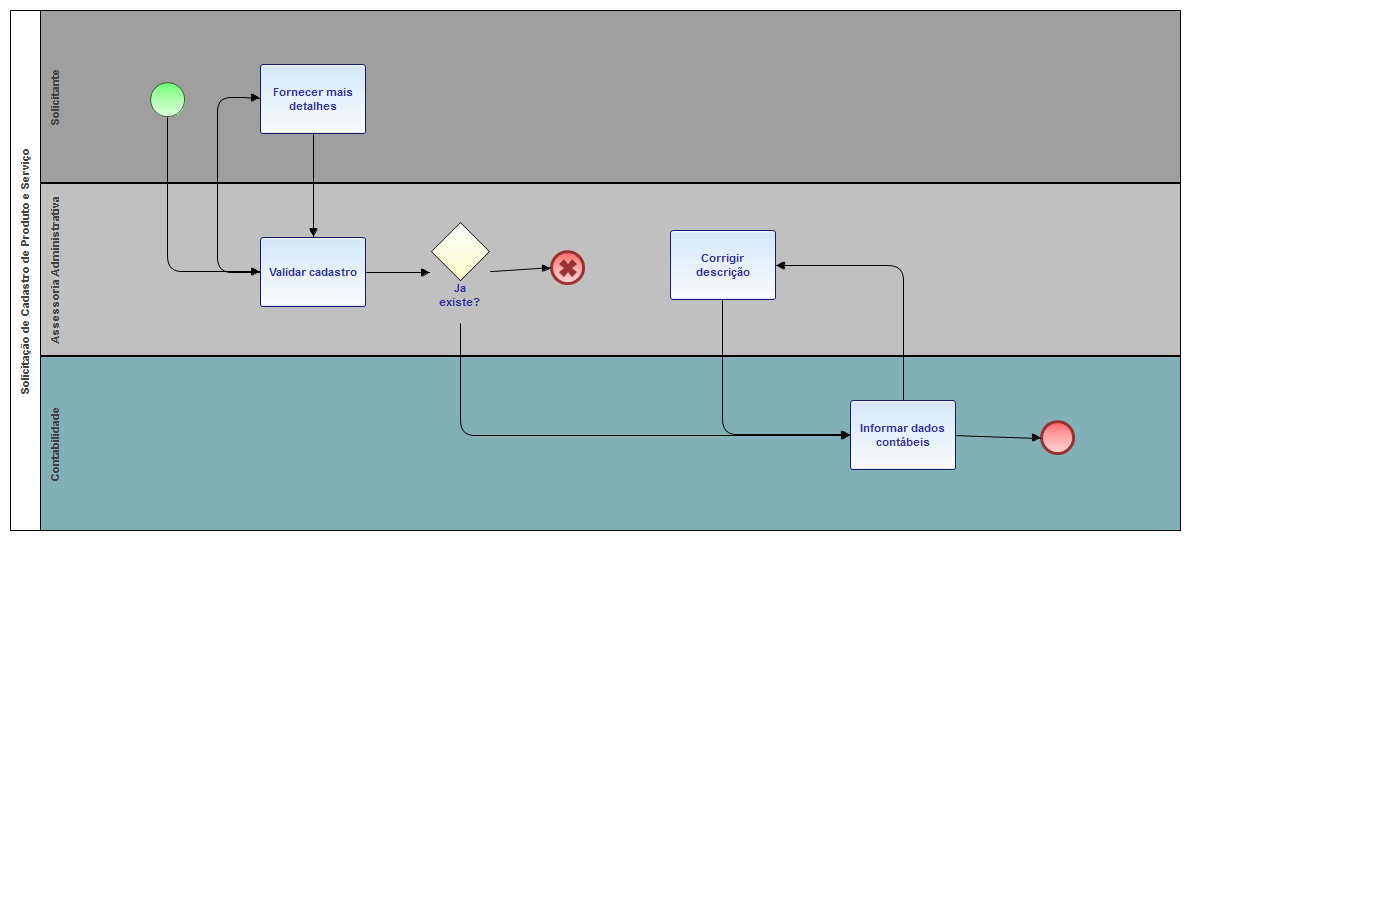 Solicitação de Cadastro de Produto e Serviço
Solicitante
Fornecer mais
detalhes
Assessoria Administrativa
Validar cadastro
Ja
existe?
Corrigir
descrição
Contabilidade
Informar dados
contábeis